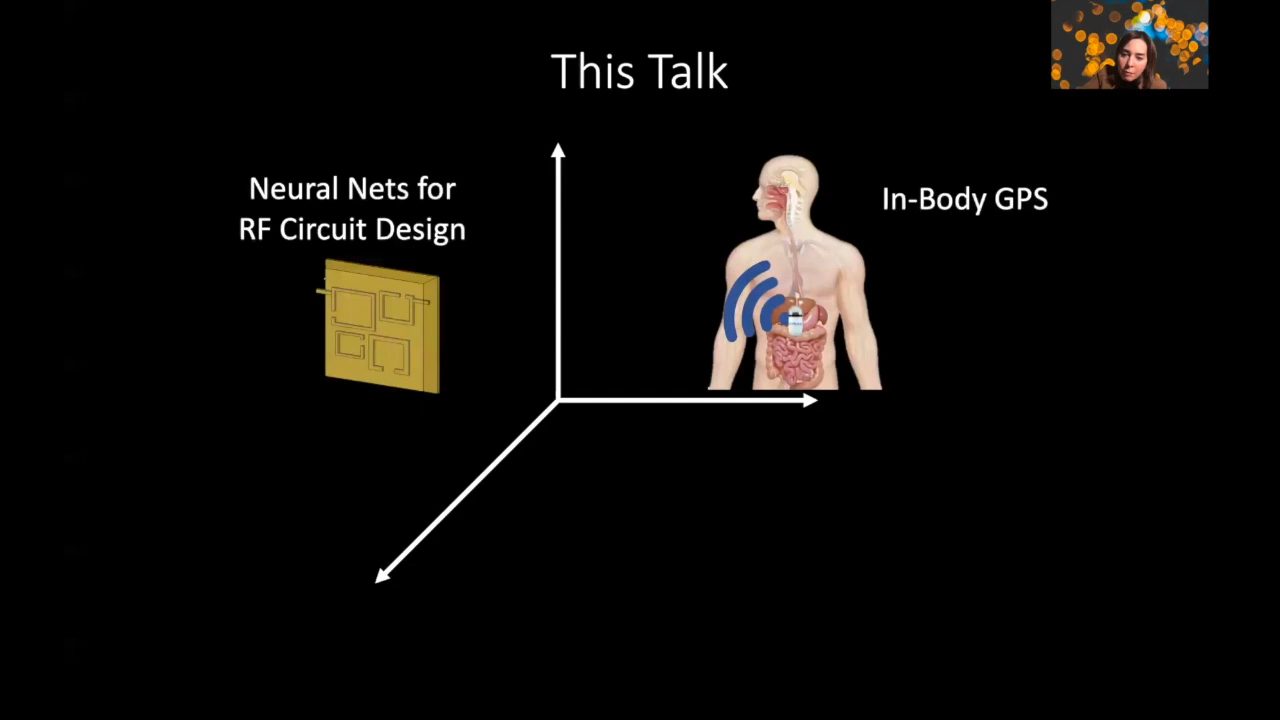 This Talk
Neural Nets for
RF Circuit Design
In-Body GPS